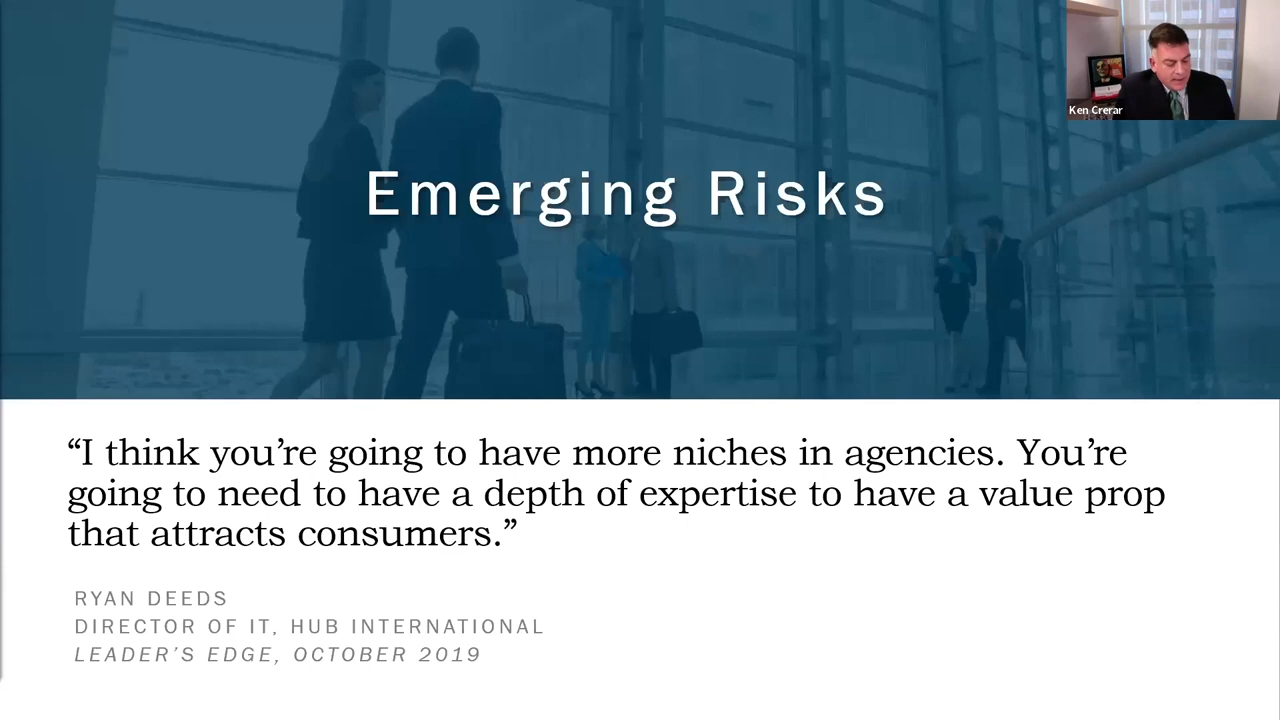 Ken Crerar
Emerging Risks
“I think you’re going to have more niches in agencies. You’re
going to need to have a depth of expertise to have a value prop
that attracts consumers.”
RYAN DEEDS
DIRECTOR OF IT, HUB INTERNATIONAL
LEADER’S EDGE, OCTOBER 2019